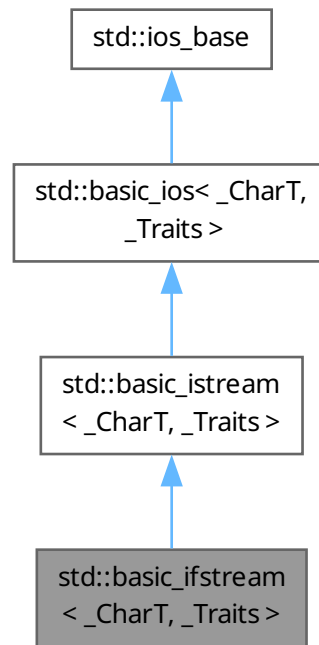 std::ios_base
std::basic_ios< _CharT,
_Traits >
std::basic_istream
< _CharT, _Traits >
std::basic_ifstream
< _CharT, _Traits >